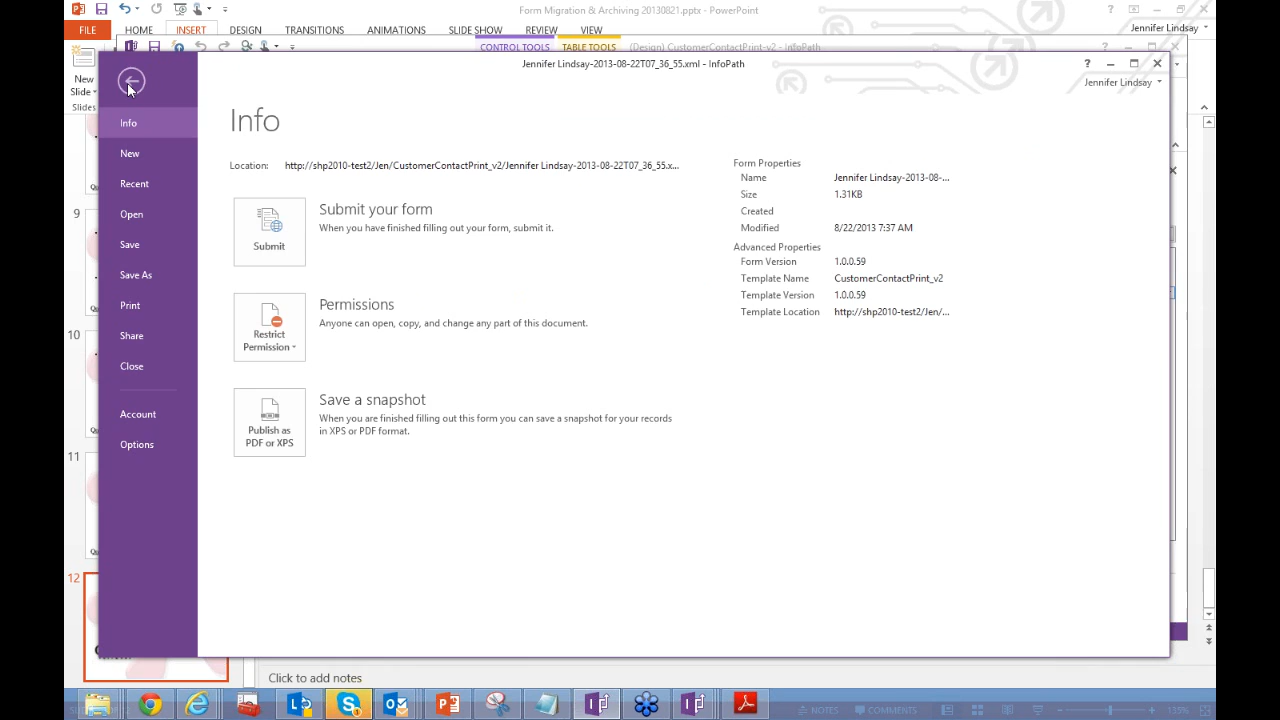 Form Migration & Archiving 20130821.pptx - PowerPoint
FILE HOME INSERT DESIGN TRANSITIONS ANIMATIONS SLIDE SHOW REVIEW VIEW
Jennifer Lindsay
CONTROL TOOLS TABLE TOOLS (Design) CustomerContactPrint-v2 - InfoPath
New
Slide
Slides
Jennifer Lindsay-2013-08-22T07_36_55.xml - InfoPath
Jennifer Lindsay
Info
New
Recent
Open
Save
Save As
Print
Share
Close
Account
Options
Info
Location: http://shp2010-test2/Jen/CustomerContactPrint_v2/Jennifer Lindsay-2013-08-22T07_36_55.x...
Submit
Submit your form
When you have finished filling out your form, submit it.
Restrict
Permission
Permissions
Anyone can open, copy, and change any part of this document.
Publish as
PDF or XPS
Save a snapshot
When you are finished filling out this form you can save a snapshot for your records
in XPS or PDF format.
Form Properties
Name Jennifer Lindsay-2013-08-...
Size 1.31KB
Created
Modified 8/22/2013 7:37 AM
Advanced Properties
Form Version 1.0.0.59
Template Name CustomerContactPrint_v2
Template Version 1.0.0.59
Template Location http://shp2010-test2/Jen/...
9
10
11
12
Click to add notes
NOTES COMMENTS 135%